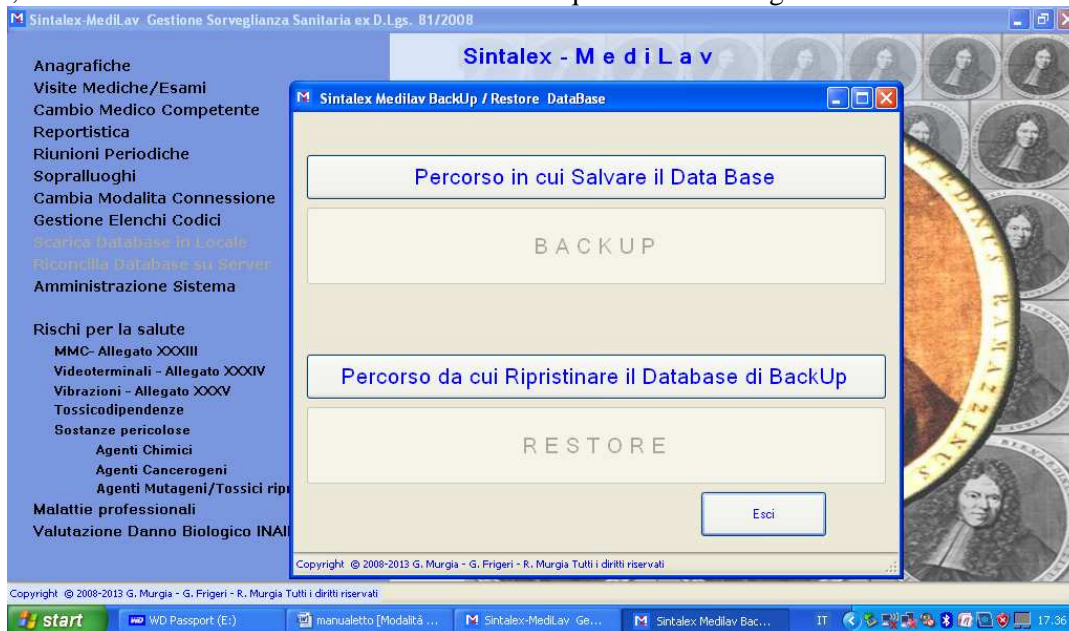 Sintalex-MediLav Gestione Sorveglianza Sanitaria ex D.Lgs. 81/2008
Sintalex - M e d i L a v
Anagrafiche
Visite Mediche/Esami
Cambio Medico Competente
Reportistica
Riunioni Periodiche
Sopralluoghi
Cambia Modalita Connessione
Gestione Elenchi Codici
Scarica Database in Locale
Riconcilla Database su Server
Amministrazione Sistema
Rischi per la salute
MMC- Allegato XXXIII
Videoterminali - Allegato XXXIV
Vibrazioni - Allegato XXXV
Tossicodipendenze
Sostanze pericolose
Agenti Chimici
Agenti Cancerogeni
Agenti Mutageni/Tossici ripr
Malattie professionali
Valutazione Danno Biologico INAIL
Sintalex Medilav BackUp / Restore DataBase
Percorso in cui Salvare il Data Base
B A C K U P
Percorso da cui Ripristinare il Database di BackUp
R E S T O R E
Esci
Copyright © 2008-2013 G. Murgia - G. Frigeri - R. Murgia Tutti i diritti riservati
Copyright © 2008-2013 G. Murgia - G. Frigeri - R. Murgia Tutti i diritti riservati
start
WD Passport (E:)
manualetto [Modalità ...
Sintalex-MediLav Ge...
Sintalex Medilav Bac...
IT
17.36